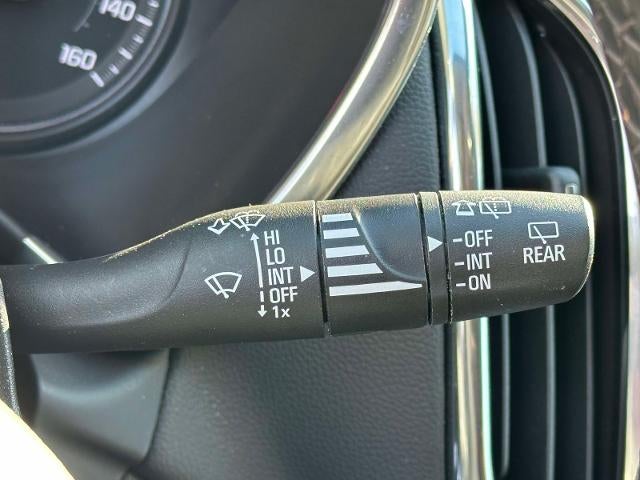 140
160
HI
LO
INT
OFF
1x
-OFF
-INT
-ON
REAR